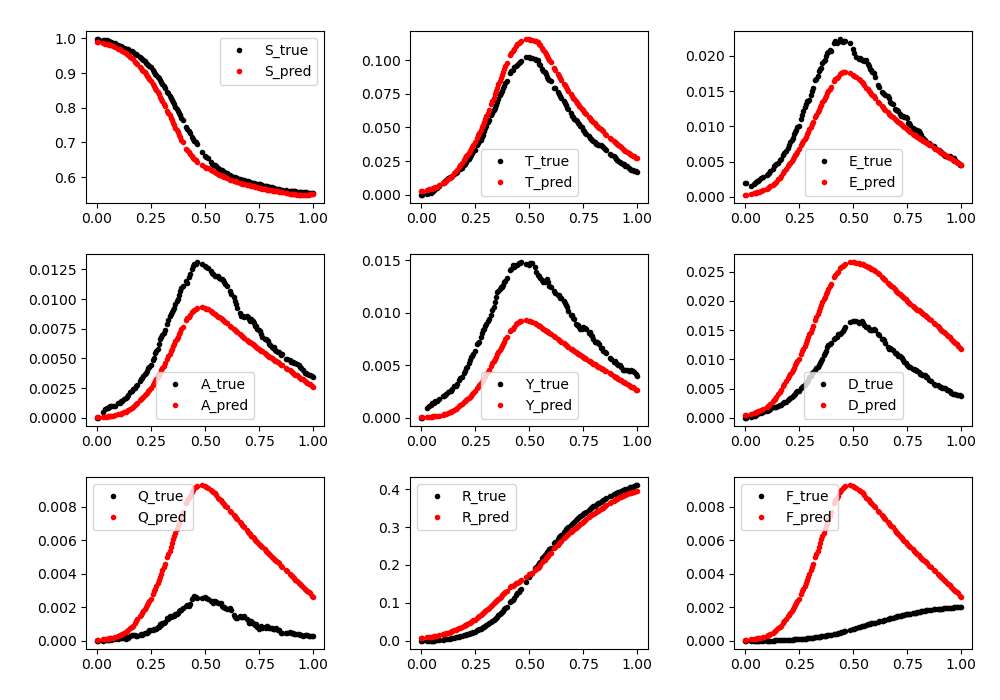 1.0
0.9
0.8
0.7
0.6
0.00 0.25 0.50 0.75 1.00
S_true
S_pred
0.100
0.075
0.050
0.025
0.000
0.00 0.25 0.50 0.75 1.00
T_true
T_pred
0.020
0.015
0.010
0.005
0.000
0.00 0.25 0.50 0.75 1.00
E_true
E_pred
0.0125
0.0100
0.0075
0.0050
0.0025
0.0000
0.00 0.25 0.50 0.75 1.00
A_true
A_pred
0.015
0.010
0.005
0.000
0.00 0.25 0.50 0.75 1.00
Y_true
Y_pred
0.025
0.020
0.015
0.010
0.005
0.000
0.00 0.25 0.50 0.75 1.00
D_true
D_pred
0.008
0.006
0.004
0.002
0.000
0.00 0.25 0.50 0.75 1.00
Q_true
Q_pred
0.4
0.3
0.2
0.1
0.0
0.00 0.25 0.50 0.75 1.00
R_true
R_pred
0.008
0.006
0.004
0.002
0.000
0.00 0.25 0.50 0.75 1.00
F_true
F_pred